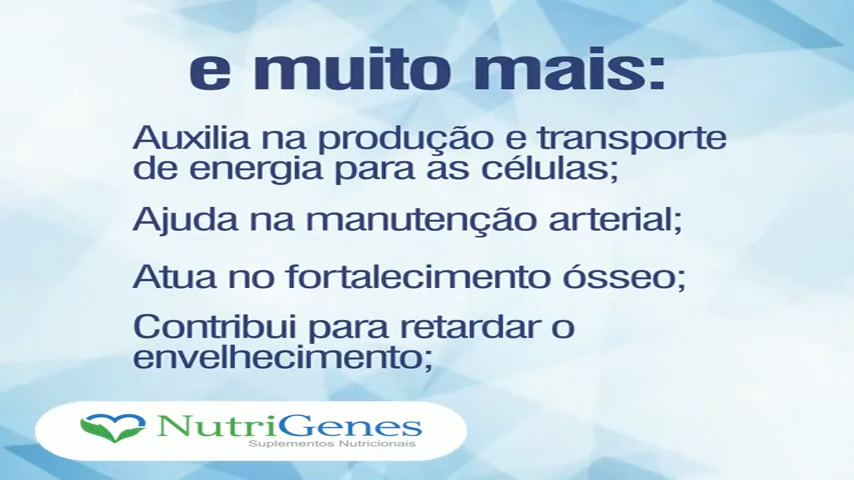 e muito mais:
Auxilia na produção e transporte
de energia para as células;
Ajuda na manutenção arterial;
Atua no fortalecimento ósseo;
Contribui para retardar o
envelhecimento;
NutriGenes
Suplementos Nutricionais